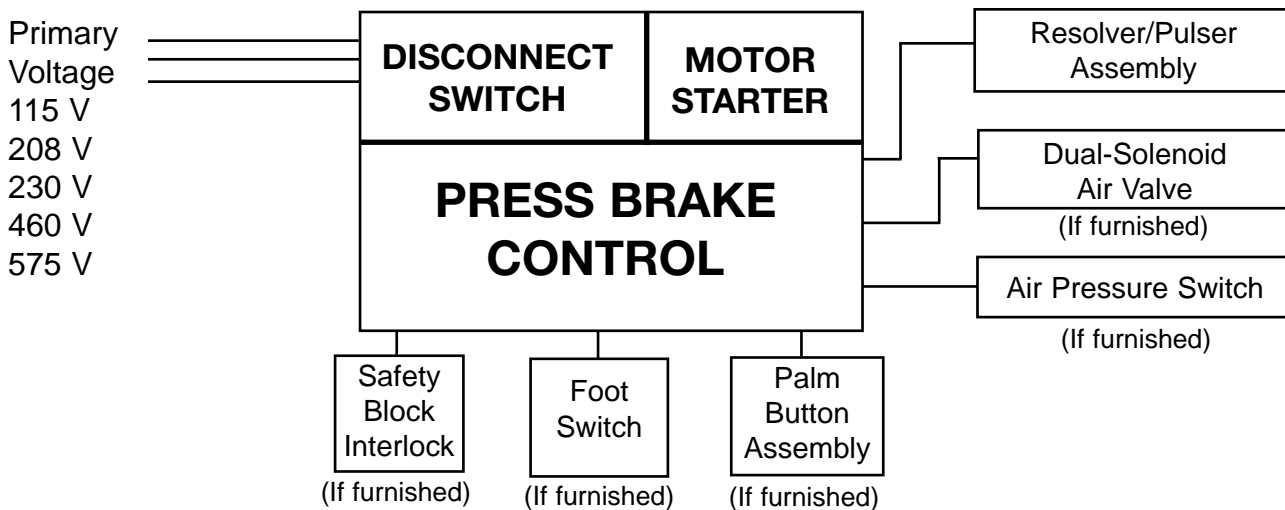 Primary
Voltage
115 V
208 V
230 V
460 V
575 V
DISCONNECT
SWITCH
MOTOR
STARTER
PRESS BRAKE
CONTROL
Resolver/Pulser
Assembly
Dual-Solenoid
Air Valve
(If furnished)
Air Pressure Switch
(If furnished)
Safety
Block
Interlock
(If furnished)
Foot
Switch
(If furnished)
Palm
Button
Assembly
(If furnished)